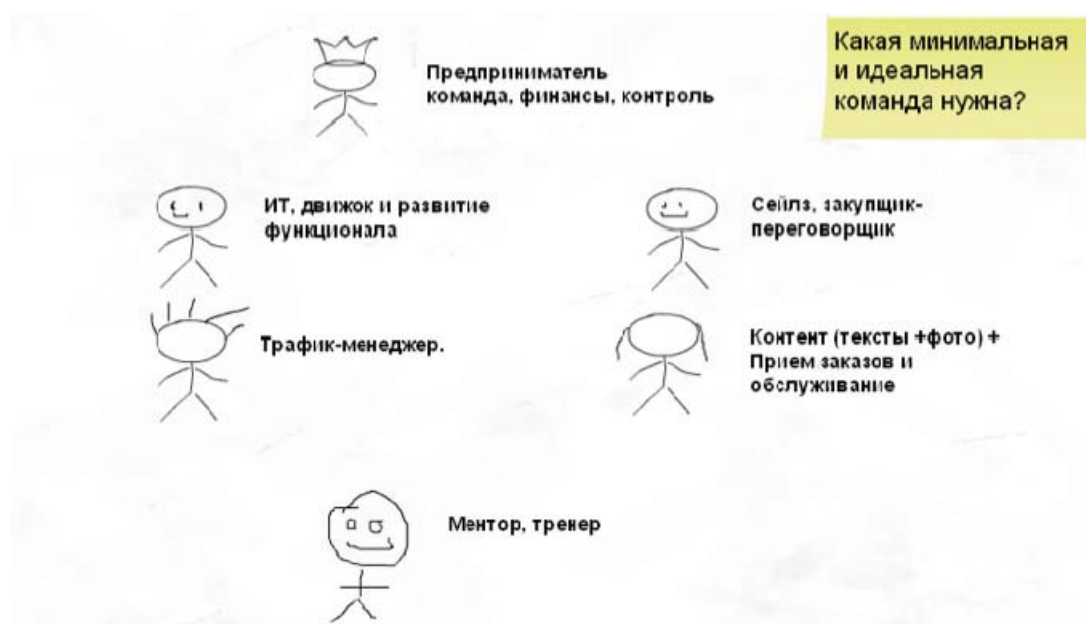 Какая минимальная
и идеальная
команда нужна?
Предприниматель
команда, финансы, контроль
ИТ, движок и развитие
функционала
Сейлз, закупщик-
переговорщик
Трафик-менеджер.
Контент (тексты +фото) +
Прием заказов и
обслуживание
Ментор, тренер